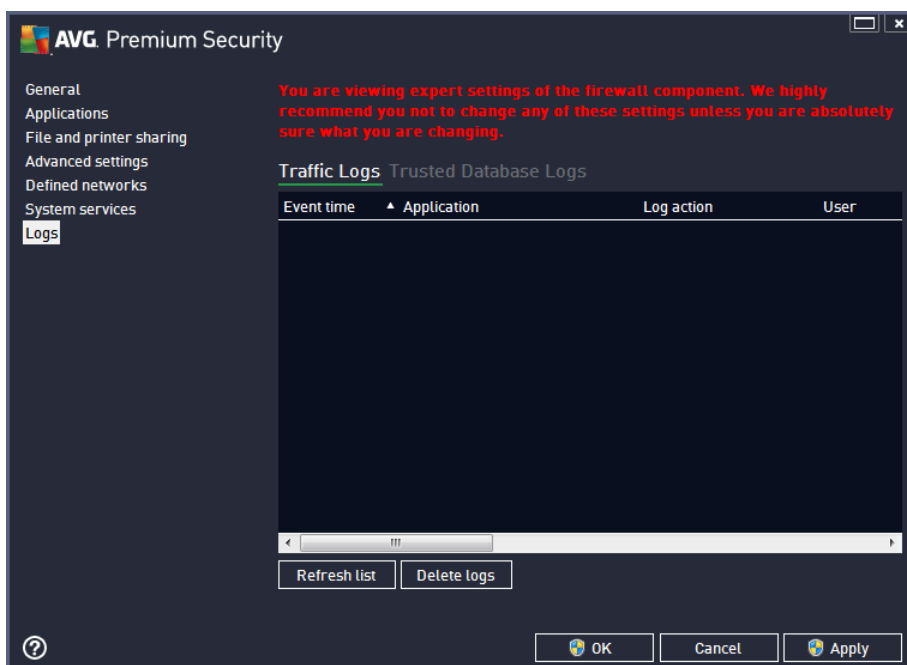 AVG. Premium Security
General
Applications
File and printer sharing
Advanced settings
Defined networks
System services
Logs
You are viewing expert settings of the firewall component. We highly
recommend you not to change any of these settings unless you are absolutely
sure what you are changing.
Traffic Logs Trusted Database Logs
Event time Application Log action User
Refresh list Delete logs
? OK Cancel Apply